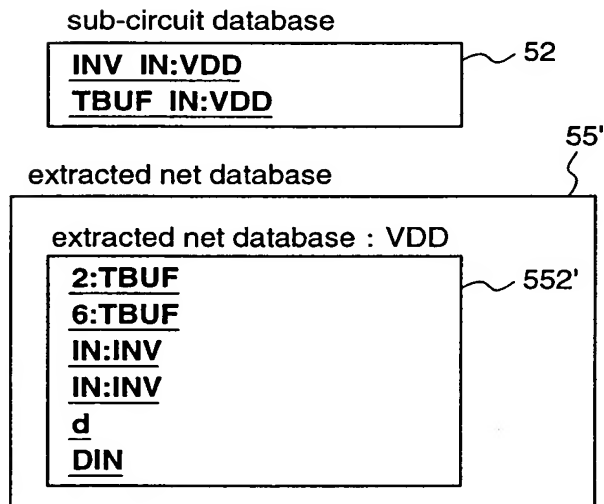 sub-circuit database
INV IN:VDD
TBUF IN:VDD
52
55'
extracted net database
extracted net database : VDD
2:TBUF
6:TBUF
IN:INV
IN:INV
d
DIN
552'